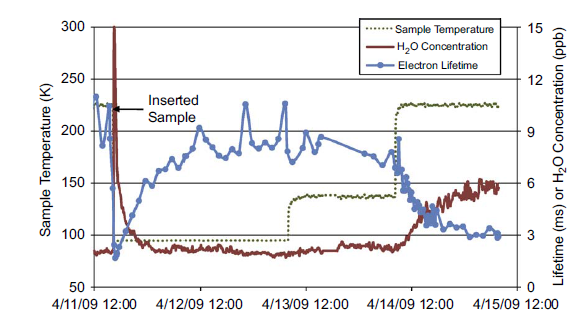 300
250
200
150
100
50
Sample Temperature (K)
15
12
9
6
3
0
Lifetime (ms) or H₂O Concentration (ppb)
Sample Temperature
H₂O Concentration
Electron Lifetime
Inserted
Sample
4/11/09 12:00 4/12/09 12:00 4/13/09 12:00 4/14/09 12:00 4/15/09 12:00